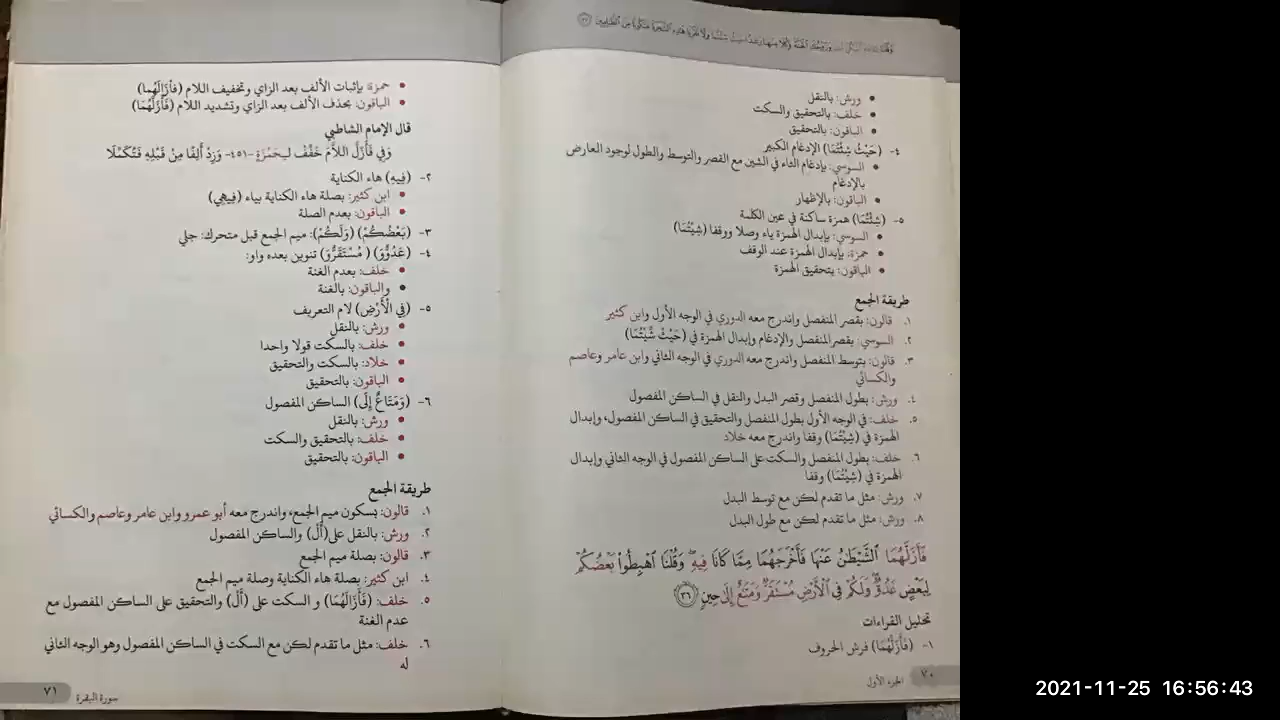 وَقُلْنَا
ورش: بالنقل
خلف: بالتحقيق والسكت
الباقون: بالتحقيق
٤- (حَيْثُ شِئْتُمَا) الإدغام الكبير
السوسي: بإدغام الثاء في الشين مع القصر والتوسط والطول لوجود العارض
بالإدغام
الباقون: بالإظهار
٥- (شِئْتُمَا) همزة ساكنة في عين الكلمة
السوسي: بإبدال الهمزة ياء وصلا ووقفا (شِيْتُمَا)
حمزة: بإبدال الهمزة عند الوقف
الباقون: بتحقيق الهمزة
طريقة الجمع
١. قالون: بقصر المنفصل واندرج معه الدوري في الوجه الأول وابن كثير
٢. السوسي: بقصر المنفصل والإدغام وإبدال الهمزة في (حَيْثُ شِّيْتُمَا)
٣. قالون: بتوسط المنفصل واندرج معه الدوري في الوجه الثاني وابن عامر وعاصم
والكسائي
٤. ورش: بطول المنفصل وقصر البدل والنقل في الساكن المفصول
٥. خلف: في الوجه الأول بطول المنفصل والتحقيق في الساكن المفصول، وإبدال
الهمزة في (شِيْتُمَا) وقفا واندرج معه خلاد
٦. خلف: بطول المنفصل والسكت على الساكن المفصول في الوجه الثاني وإبدال
الهمزة في (شِيْتُمَا) وقفا
٧. ورش: مثل ما تقدم لكن مع توسط البدل
٨. ورش: مثل ما تقدم لكن مع طول البدل
فَأَزَلَّهُمَا ٱلشَّيْطَٰنُ عَنْهَا فَأَخْرَجَهُمَا مِمَّا كَانَا فِيهِ ۖ وَقُلْنَا ٱهْبِطُوا۟ بَعْضُكُمْ
لِبَعْضٍ عَدُوٌّ ۖ وَلَكُمْ فِى ٱلْأَرْضِ مُسْتَقَرٌّ وَمَتَٰعٌ إِلَىٰ حِينٍ ٣٦
تحليل القراءات
١- (فَأَزَلَّهُمَا) فرش الحروف
٧٠
الجزء الأول
حمزة: بإثبات الألف بعد الزاي وتخفيف اللام (فَأَزَالَهُمَا)
الباقون: بحذف الألف بعد الزاي وتشديد اللام (فَأَزَلَّهُمَا)
قال الإمام الشاطبي
وَفِي فَأَزَلَّ اللاَّمَ خَفِّفْ لِحَمْزَةٍ -٤٥١- وَزِدْ أَلِفًا مِنْ قَبْلِهِ فَتُكَمِّلَا
٢- (فِيهِ) هاء الكناية
ابن كثير: بصلة هاء الكناية بياء (فِيهِي)
الباقون: بعدم الصلة
٣- (بَعْضُكُمْ) (وَلَكُمْ): ميم الجمع قبل متحرك: جلي
٤- (عَدُوٌّ وَ) (مُسْتَقَرٌّ وَ) تنوين بعده واو:
خلف: بعدم الغنة
والباقون: بالغنة
٥- (فِي الْأَرْضِ) لام التعريف
ورش: بالنقل
خلف: بالسكت قولا واحدا
خلاد: بالسكت والتحقيق
الباقون: بالتحقيق
٦- (وَمَتَاعٌ إِلَى) الساكن المفصول
ورش: بالنقل
خلف: بالتحقيق والسكت
الباقون: بالتحقيق
طريقة الجمع
١. قالون: بسكون ميم الجمع، واندرج معه أبو عمرو وابن عامر وعاصم والكسائي
٢. ورش: بالنقل على (أَلْ) والساكن المفصول
٣. قالون: بصلة ميم الجمع
٤. ابن كثير: بصلة هاء الكناية وصلة ميم الجمع
٥. خلف: (فَأَزَالَهُمَا) و السكت على (أَلْ) والتحقيق على الساكن المفصول مع
عدم الغنة
٦. خلف: مثل ما تقدم لكن مع السكت في الساكن المفصول وهو الوجه الثاني
له
سورة البقرة
٧١
2021-11-25 16:56:43